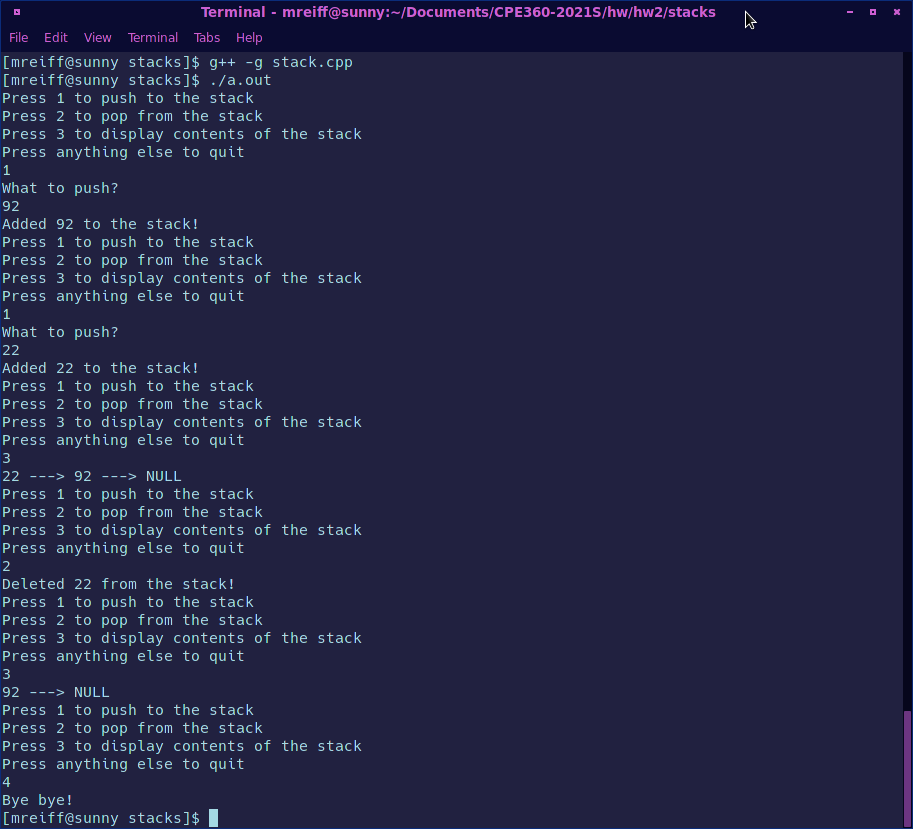 Terminal - mreiff@sunny:~/Documents/CPE360-2021S/hw/hw2/stacks
File Edit View Terminal Tabs Help
[mreiff@sunny stacks]$ g++ -g stack.cpp
[mreiff@sunny stacks]$ ./a.out
Press 1 to push to the stack
Press 2 to pop from the stack
Press 3 to display contents of the stack
Press anything else to quit
1
What to push?
92
Added 92 to the stack!
Press 1 to push to the stack
Press 2 to pop from the stack
Press 3 to display contents of the stack
Press anything else to quit
1
What to push?
22
Added 22 to the stack!
Press 1 to push to the stack
Press 2 to pop from the stack
Press 3 to display contents of the stack
Press anything else to quit
3
22 ---> 92 ---> NULL
Press 1 to push to the stack
Press 2 to pop from the stack
Press 3 to display contents of the stack
Press anything else to quit
2
Deleted 22 from the stack!
Press 1 to push to the stack
Press 2 to pop from the stack
Press 3 to display contents of the stack
Press anything else to quit
3
92 ---> NULL
Press 1 to push to the stack
Press 2 to pop from the stack
Press 3 to display contents of the stack
Press anything else to quit
4
Bye bye!
[mreiff@sunny stacks]$